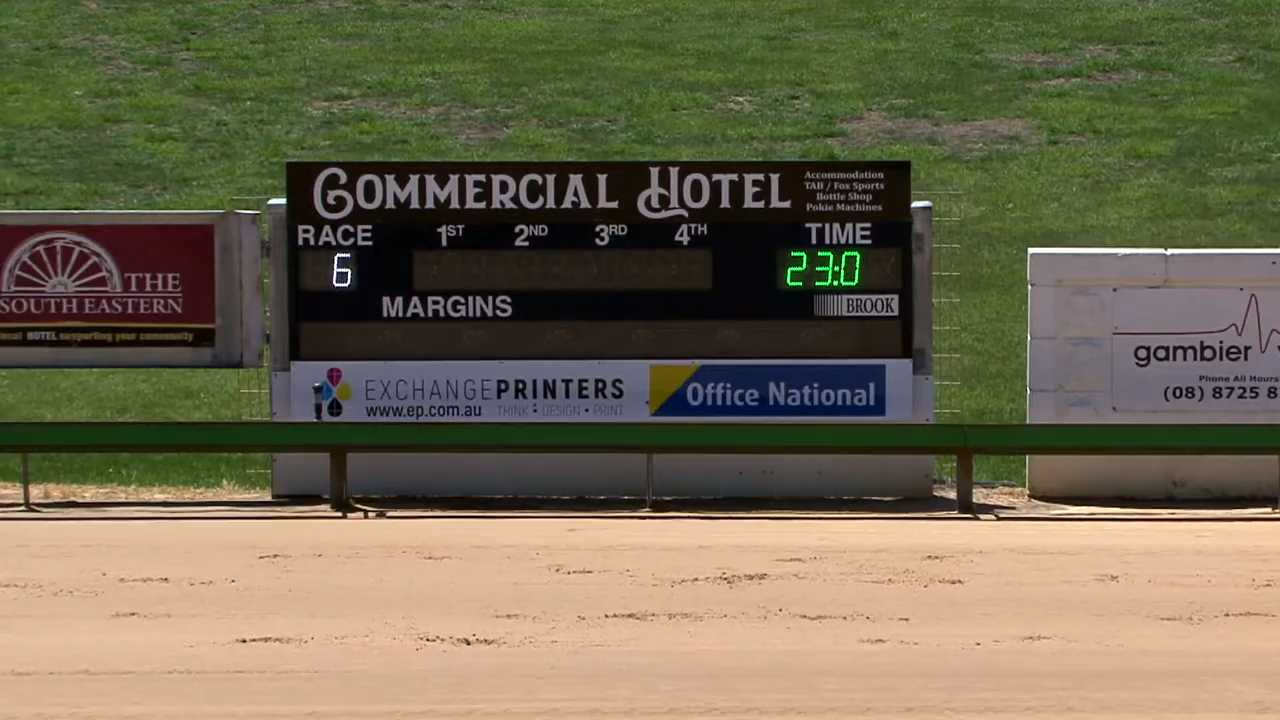 COMMERCIAL HOTEL
Accommodation
TAB / Fox Sports
Bottle Shop
Pokie Machines
RACE 1ST 2ND 3RD 4TH TIME
6 23:0
MARGINS
BROOK
THE
SOUTH EASTERN
HOTEL supporting your community
EXCHANGEPRINTERS
www.ep.com.au THINK • DESIGN • PRINT
Office National
gambier
Phone All Hours
(08) 8725 8